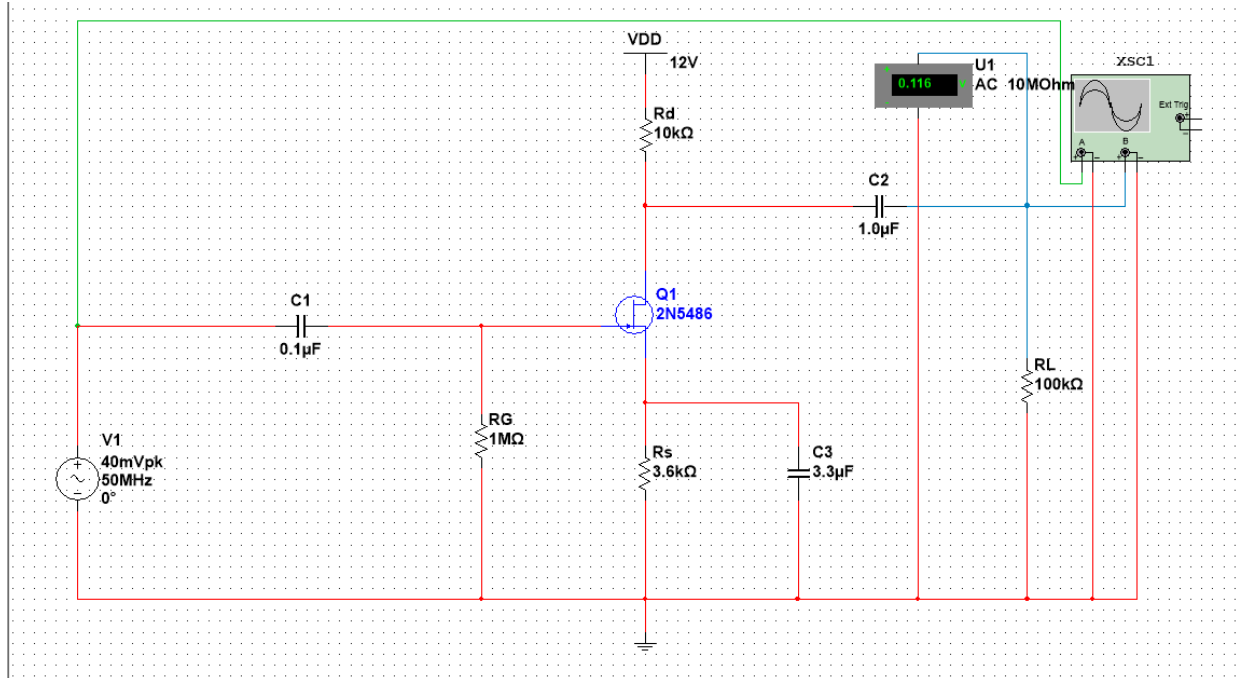 VDD
12V
Rd
10kΩ
0.116
V
U1
AC 10MOhm
XSC1
Ext Trig
+
−
A
B
+
−
+
−
C2
1.0µF
Q1
2N5486
C1
0.1µF
RL
100kΩ
RG
1MΩ
V1
40mVpk
50MHz
0°
Rs
3.6kΩ
C3
3.3µF